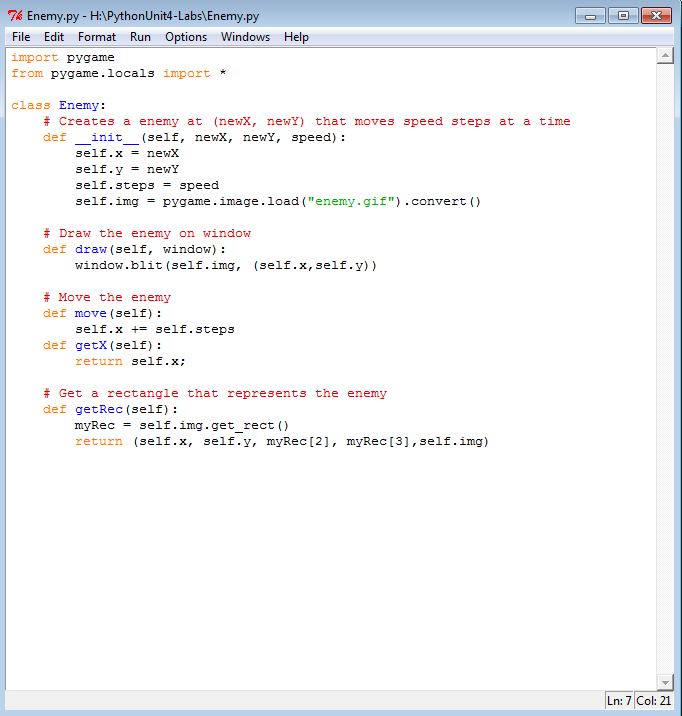 Enemy.py - H:\PythonUnit4-Labs\Enemy.py
File Edit Format Run Options Windows Help
import pygame
from pygame.locals import *

class Enemy:
    # Creates a enemy at (newX, newY) that moves speed steps at a time
    def __init__(self, newX, newY, speed):
        self.x = newX
        self.y = newY
        self.steps = speed
        self.img = pygame.image.load("enemy.gif").convert()

    # Draw the enemy on window
    def draw(self, window):
        window.blit(self.img, (self.x,self.y))

    # Move the enemy
    def move(self):
        self.x += self.steps
    def getX(self):
        return self.x;

    # Get a rectangle that represents the enemy
    def getRec(self):
        myRec = self.img.get_rect()
        return (self.x, self.y, myRec[2], myRec[3],self.img)
Ln: 7 Col: 21